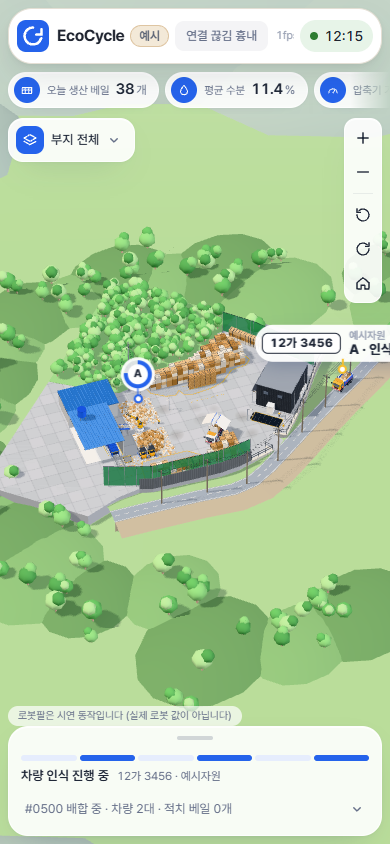 EcoCycle 예시 연결 끊김 흉내 1fp 12:15
오늘 생산 베일 38개 평균 수분 11.4% 압축기
부지 전체
12가 3456 예시자원
A · 인식
A
로봇팔은 시연 동작입니다 (실제 로봇 값이 아닙니다)
차량 인식 진행 중 12가 3456 · 예시자원
#0500 배합 중 · 차량 2대 · 적치 베일 0개